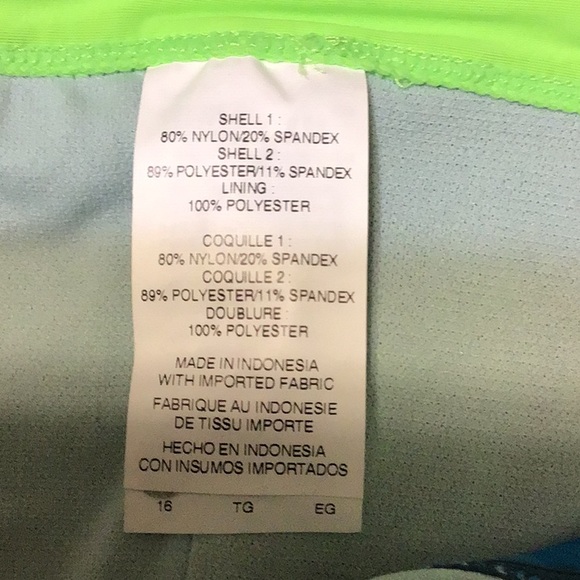 SHELL 1 :
80% NYLON/20% SPANDEX
SHELL 2 :
89% POLYESTER/11% SPANDEX
LINING :
100% POLYESTER
COQUILLE 1 :
80% NYLON/20% SPANDEX
COQUILLE 2 :
89% POLYESTER/11% SPANDEX
DOUBLURE :
100% POLYESTER
MADE IN INDONESIA
WITH IMPORTED FABRIC
FABRIQUE AU INDONESIE
DE TISSU IMPORTE
HECHO EN INDONESIA
CON INSUMOS IMPORTADOS
16 TG EG